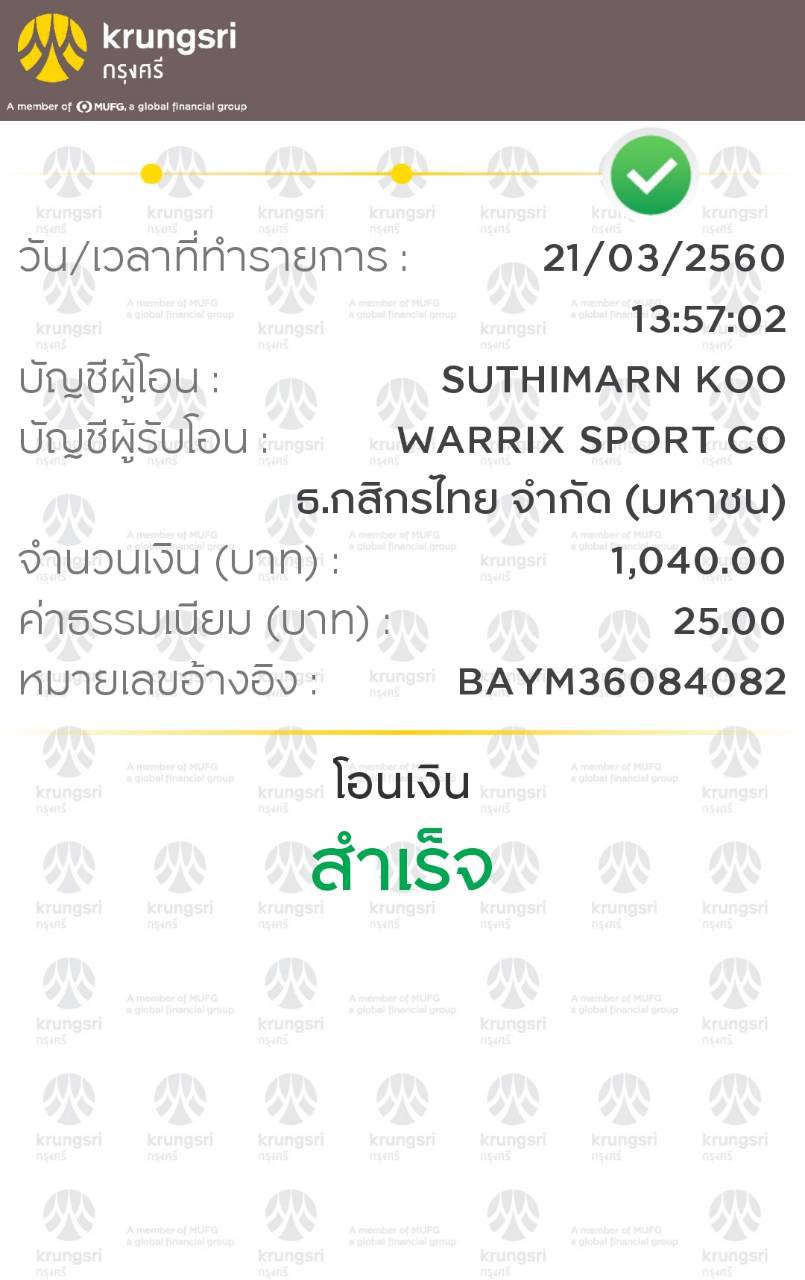 krungsri
กรุงศรี
A member of MUFG, a global financial group
วัน/เวลาที่ทำรายการ : 21/03/2560
13:57:02
บัญชีผู้โอน : SUTHIMARN KOO
บัญชีผู้รับโอน : WARRIX SPORT CO
ธ.กสิกรไทย จำกัด (มหาชน)
จำนวนเงิน (บาท) : 1,040.00
ค่าธรรมเนียม (บาท) : 25.00
หมายเลขอ้างอิง : BAYM36084082
โอนเงิน
สำเร็จ